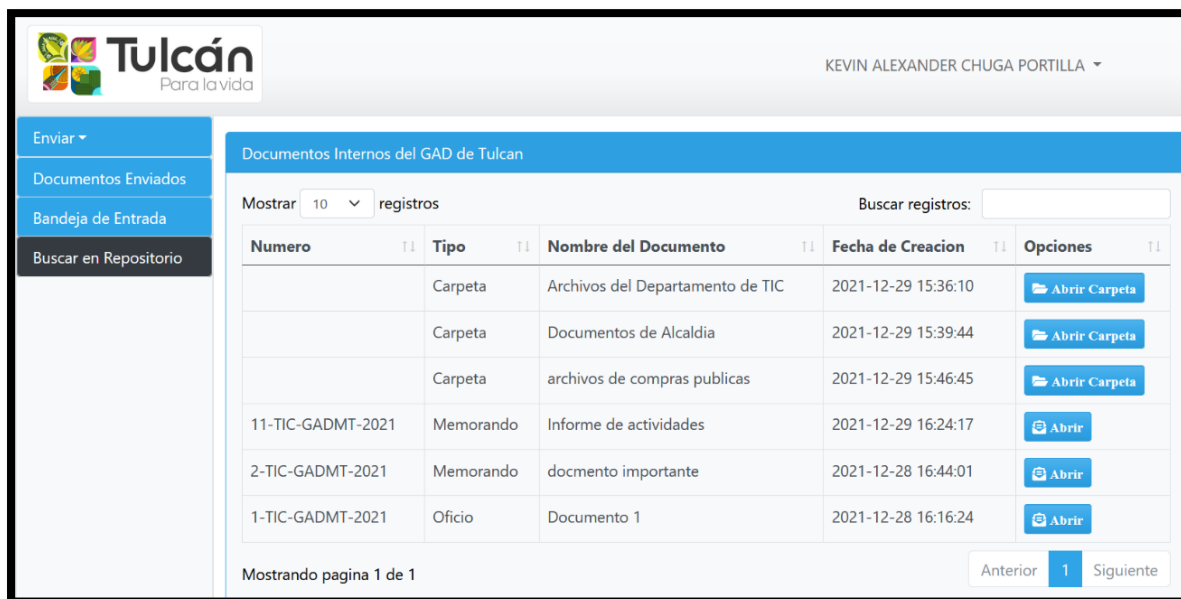 Tulcán
Para la vida
KEVIN ALEXANDER CHUGA PORTILLA
Enviar
Documentos Enviados
Bandeja de Entrada
Buscar en Repositorio
Documentos Internos del GAD de Tulcan
Mostrar 10 registros Buscar registros:
Numero Tipo Nombre del Documento Fecha de Creacion Opciones
Carpeta Archivos del Departamento de TIC 2021-12-29 15:36:10 Abrir Carpeta
Carpeta Documentos de Alcaldia 2021-12-29 15:39:44 Abrir Carpeta
Carpeta archivos de compras publicas 2021-12-29 15:46:45 Abrir Carpeta
11-TIC-GADMT-2021 Memorando Informe de actividades 2021-12-29 16:24:17 Abrir
2-TIC-GADMT-2021 Memorando docmento importante 2021-12-28 16:44:01 Abrir
1-TIC-GADMT-2021 Oficio Documento 1 2021-12-28 16:16:24 Abrir
Mostrando pagina 1 de 1 Anterior 1 Siguiente